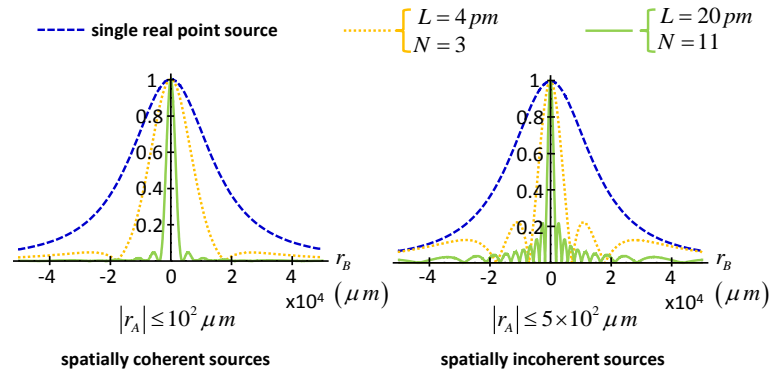 single real point source
L = 4 pm
N = 3
L = 20 pm
N = 11
1
0.8
0.6
0.4
0.2
-4 -2 0 2 4
r_B
x10^4 (μm)
|r_A| ≤ 10^2 μm
spatially coherent sources
1
0.8
0.6
0.4
0.2
-4 -2 0 2 4
r_B
x10^4 (μm)
|r_A| ≤ 5×10^2 μm
spatially incoherent sources